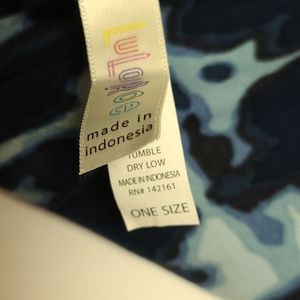 LuLaRoe
made in
indonesia
TUMBLE
DRY LOW
MADE IN INDONESIA
RN# 142161
ONE SIZE